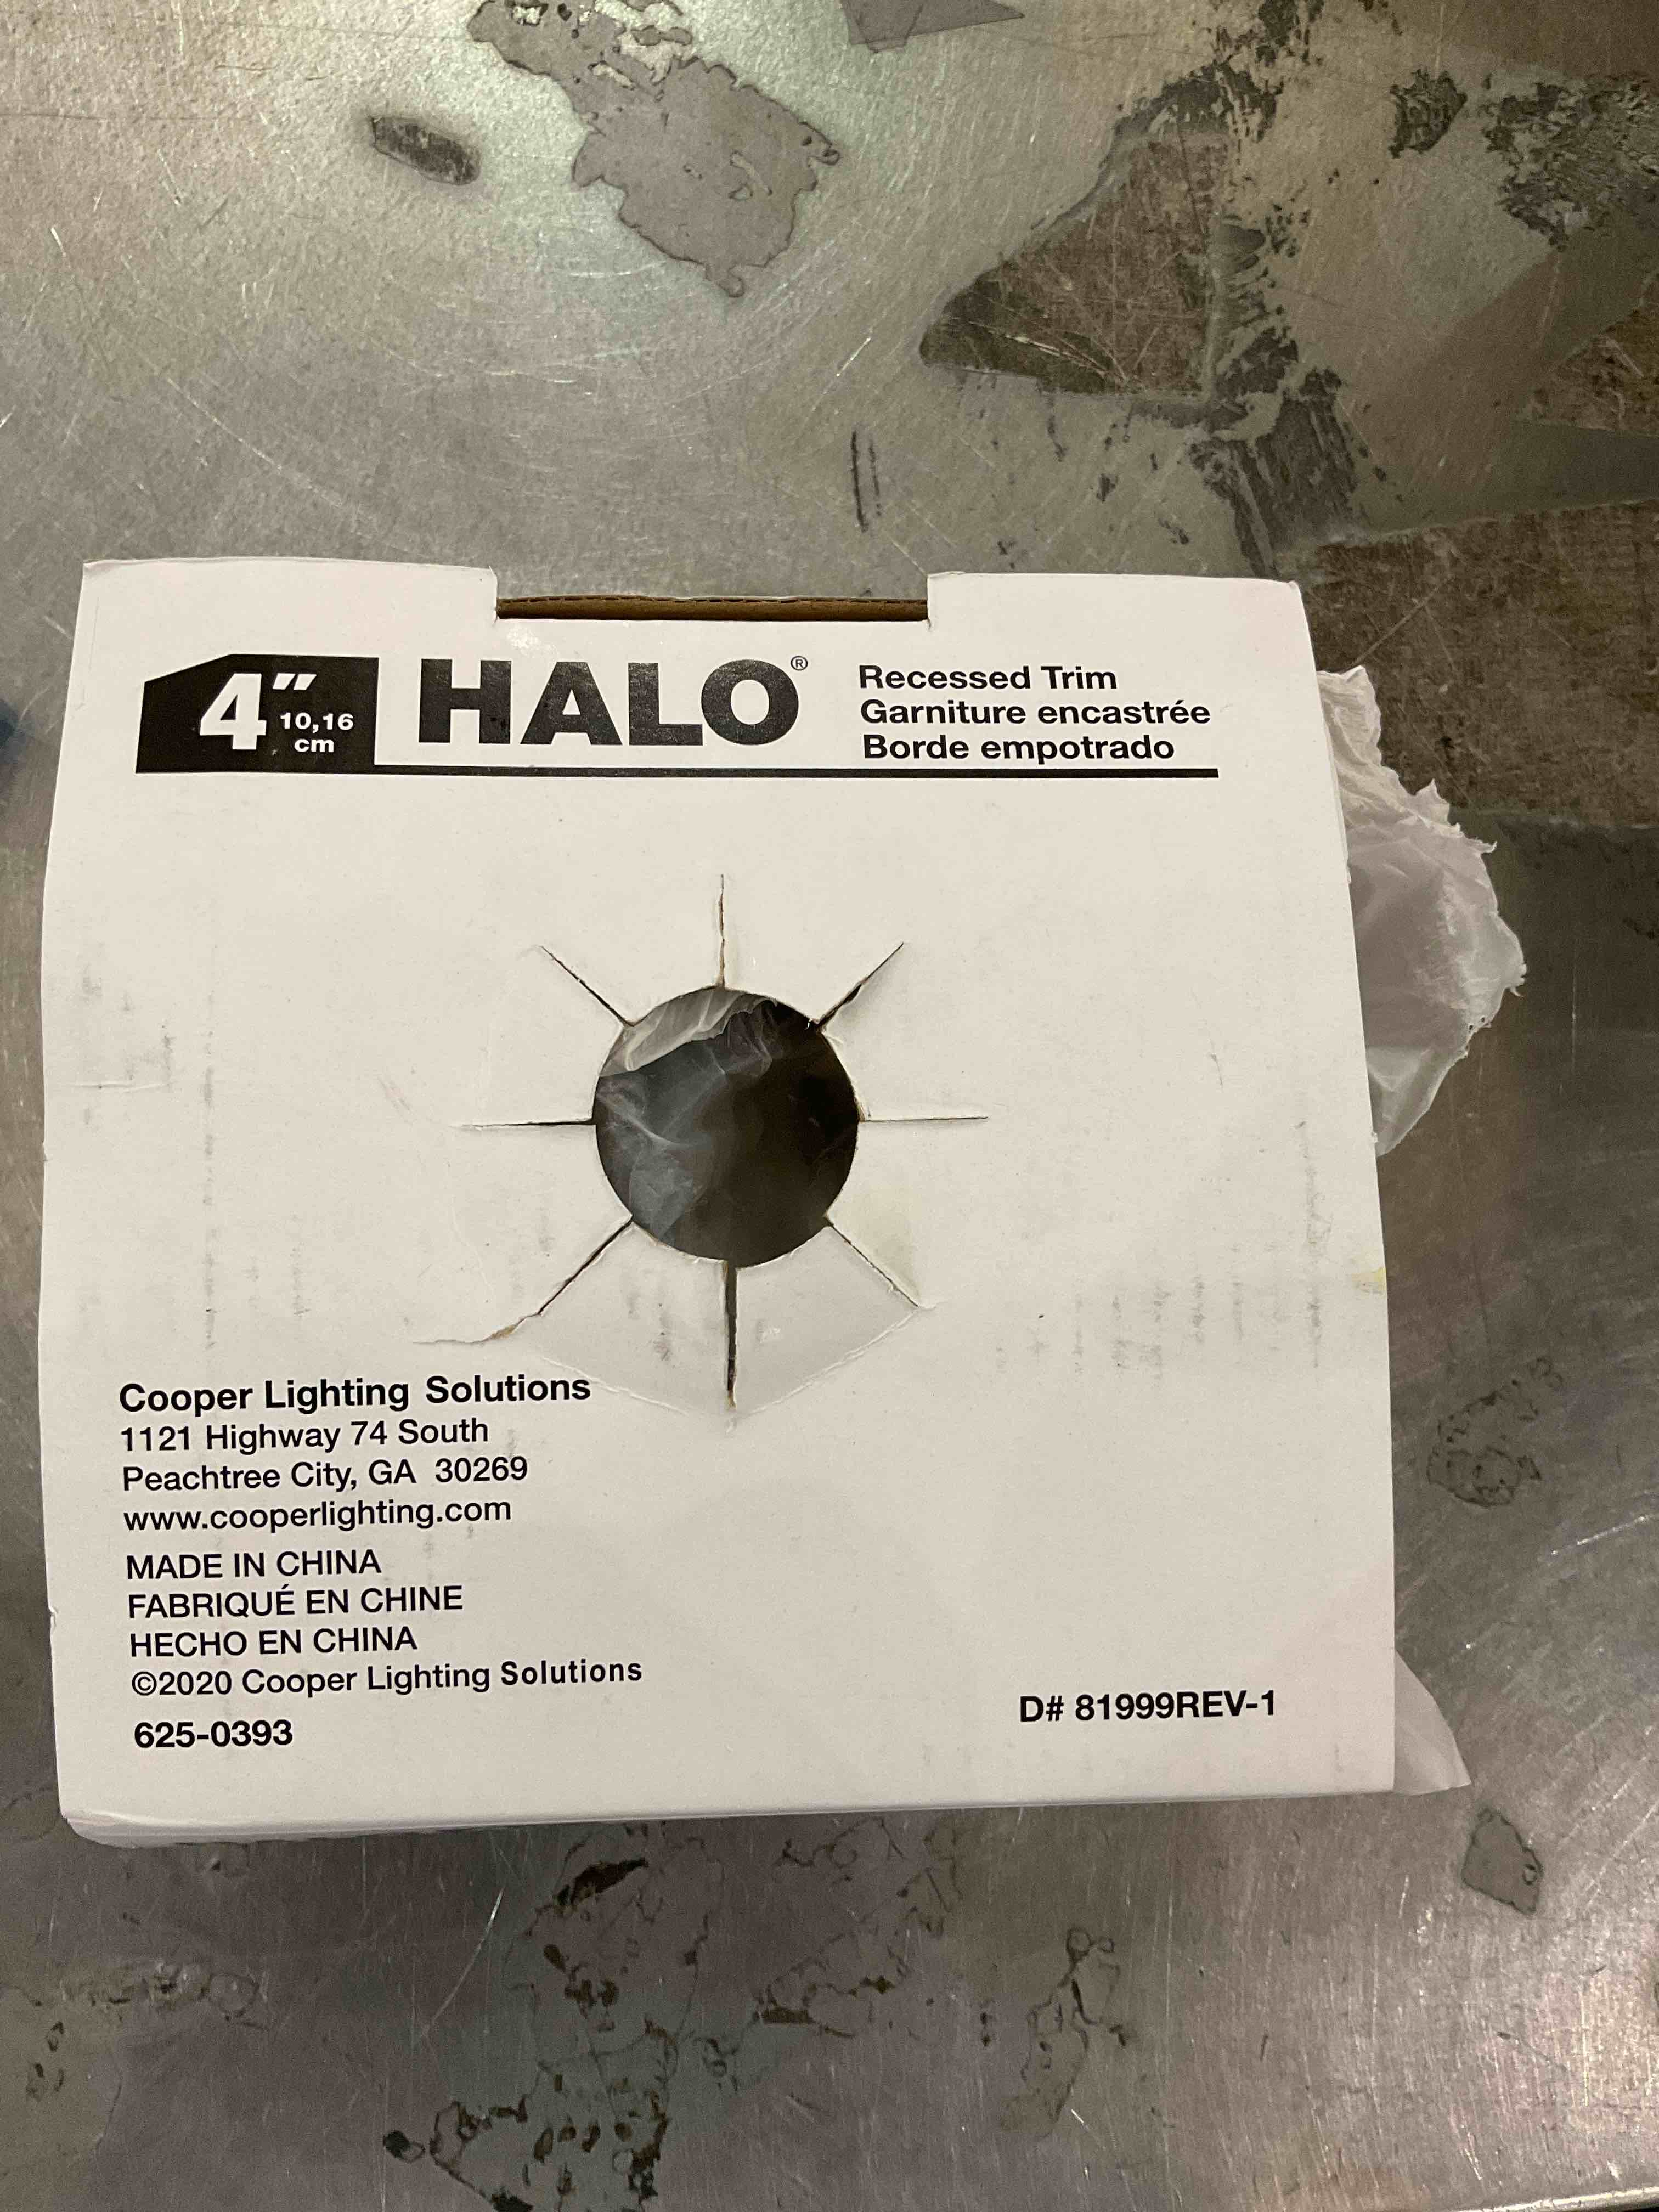 4″
10,16
cm
HALO®
Recessed Trim
Garniture encastrée
Borde empotrado
Cooper Lighting Solutions
1121 Highway 74 South
Peachtree City, GA 30269
www.cooperlighting.com
MADE IN CHINA
FABRIQUÉ EN CHINE
HECHO EN CHINA
©2020 Cooper Lighting Solutions
625-0393
D# 81999REV-1